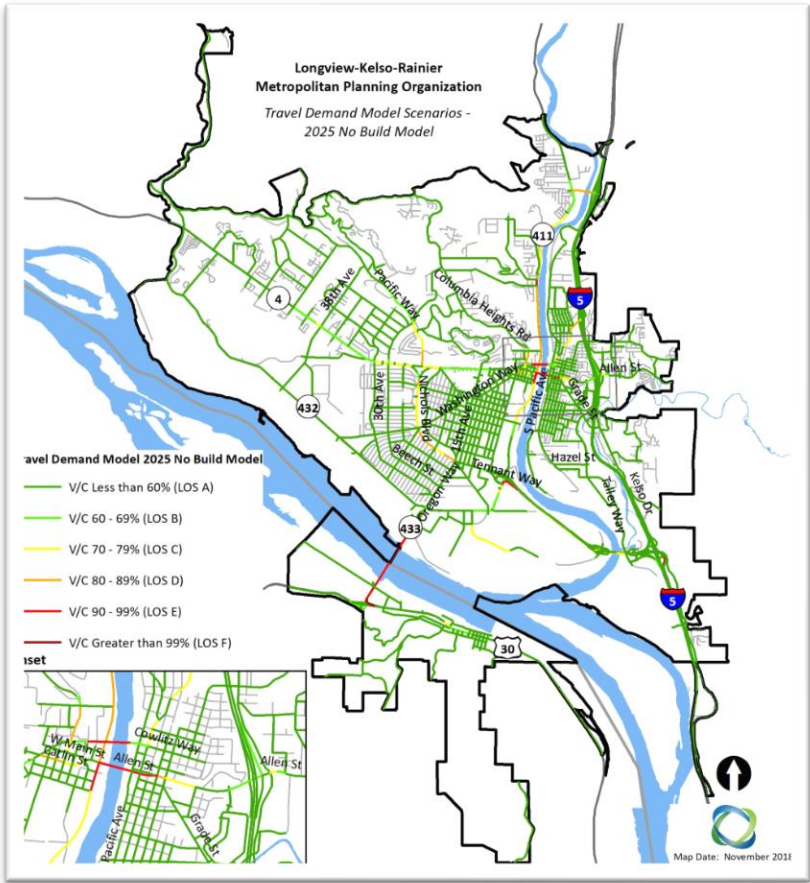 Longview-Kelso-Rainier
Metropolitan Planning Organization
Travel Demand Model Scenarios -
2025 No Build Model
411
5
4
38th Ave
Pacific Way
Columbia Heights Rd
Allen St
432
30th Ave
Nichols Blvd
Washington Way
15th Ave
S Pacific Ave
Grade St
Beech St
Hazel St
Oregon Way
Tennant Way
Talley Way
Kelso Dr
433
5
30
ravel Demand Model 2025 No Build Model
V/C Less than 60% (LOS A)
V/C 60 - 69% (LOS B)
V/C 70 - 79% (LOS C)
V/C 80 - 89% (LOS D)
V/C 90 - 99% (LOS E)
V/C Greater than 99% (LOS F)
nset
W Main St
Catlin St
Cowlitz Way
Allen St
Allen St
Pacific Ave
Grade St
Map Date: November 2018